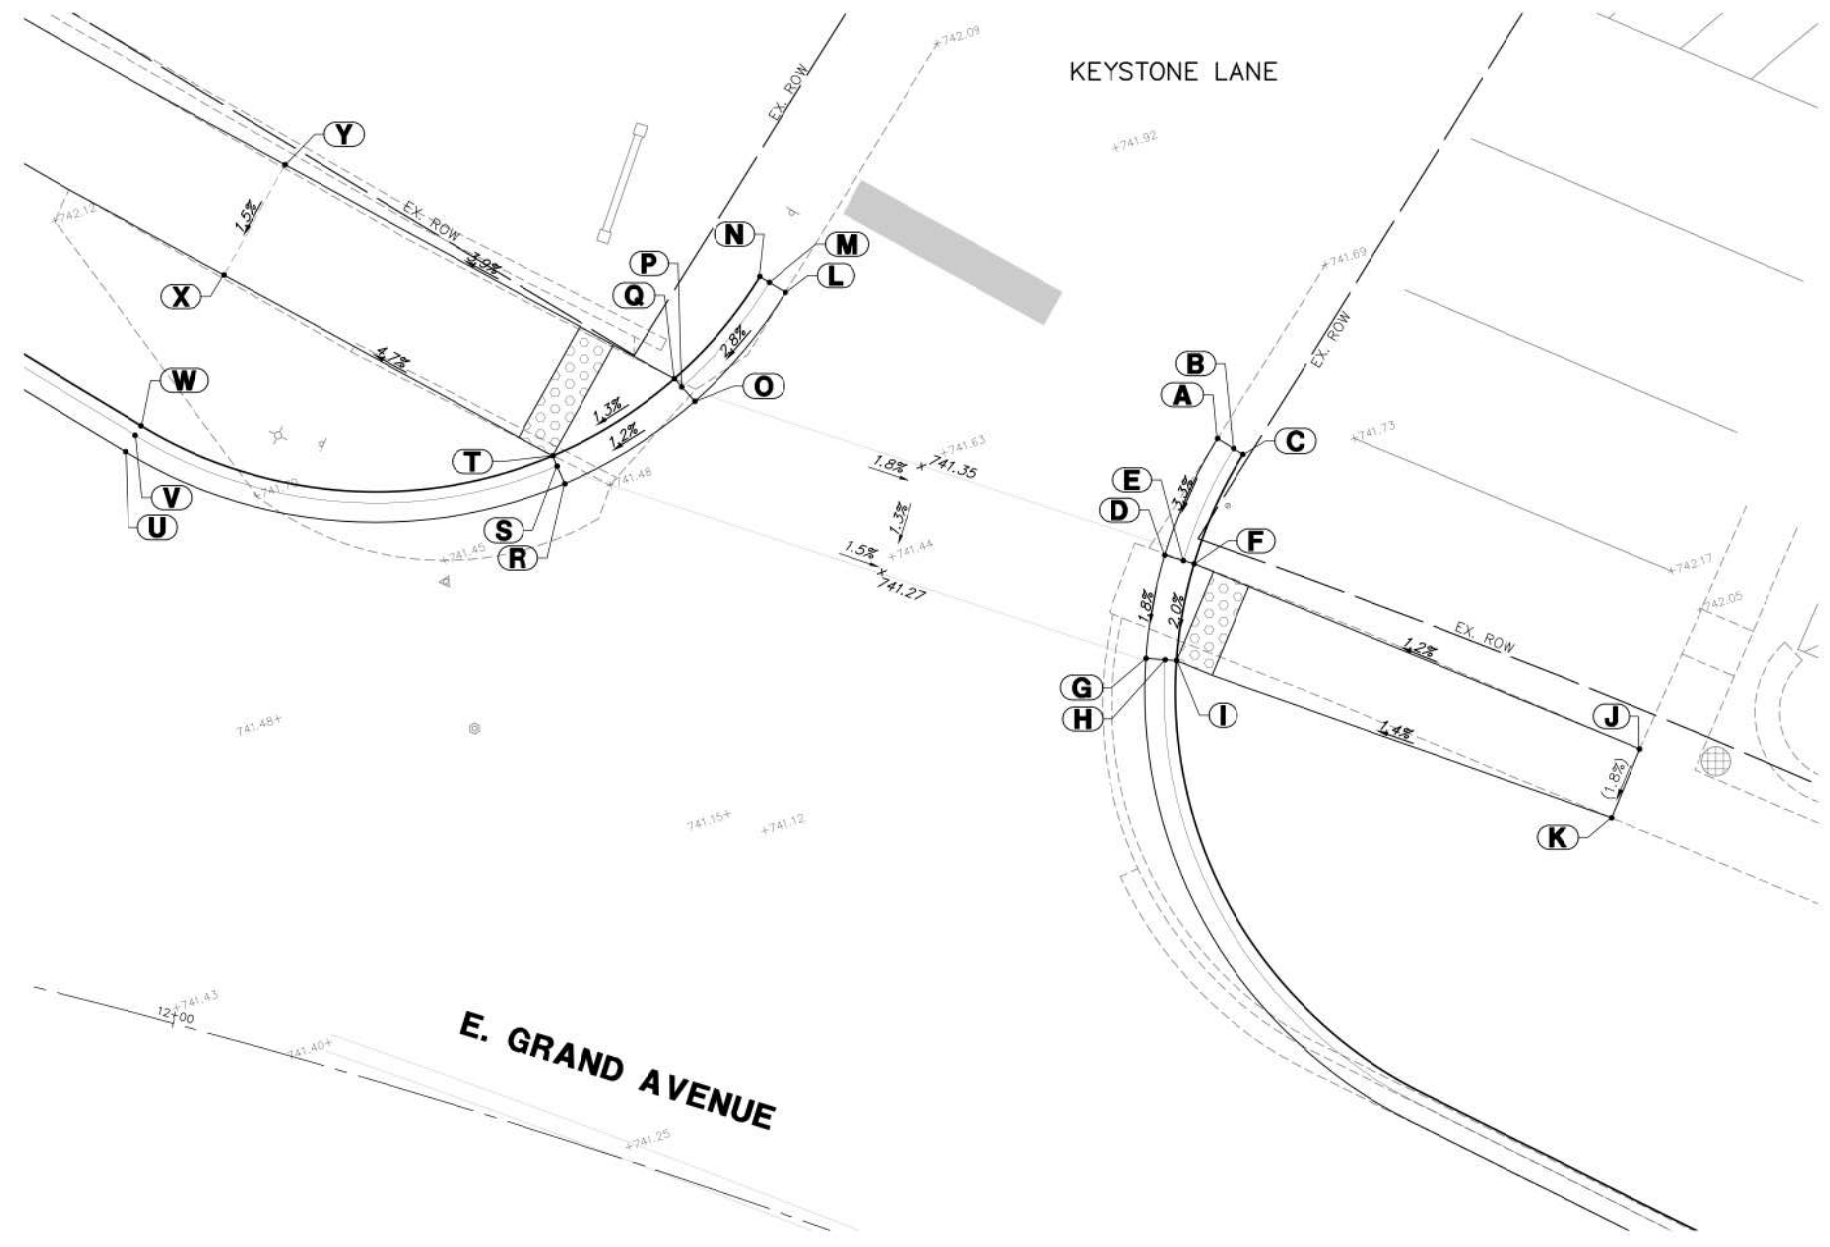 +742.09
KEYSTONE LANE
EX. ROW
+741.92
Y
+742.12
1.5%
EX. ROW
3.9%
N
M
P
L
Q
X
+741.69
2.8%
EX. ROW
4.7%
B
W
O
A
1.3%
+741.73
C
1.2%
+741.63
T
1.8%
741.35
E
3.3%
+741.48
V
D
1.3%
U
S
F
R
+741.45
1.5%
+741.44
+742.17
741.27
1.8%
2.0%
+742.05
EX. ROW
1.2%
G
H
I
J
741.48+
1.4%
(1.8%)
741.15+
+741.12
K
+741.43
12+00
741.40+
E. GRAND AVENUE
+741.25